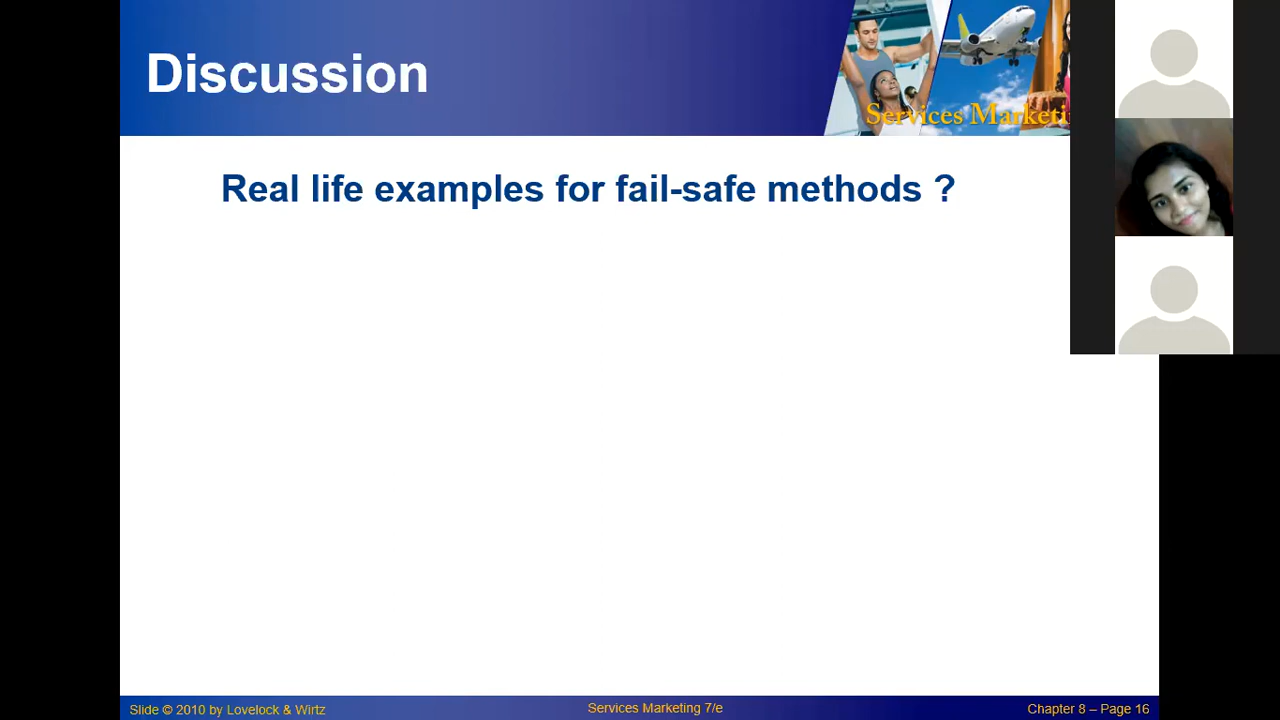 Discussion
Services Marketi
Real life examples for fail-safe methods ?
Slide © 2010 by Lovelock & Wirtz
Services Marketing 7/e
Chapter 8 – Page 16